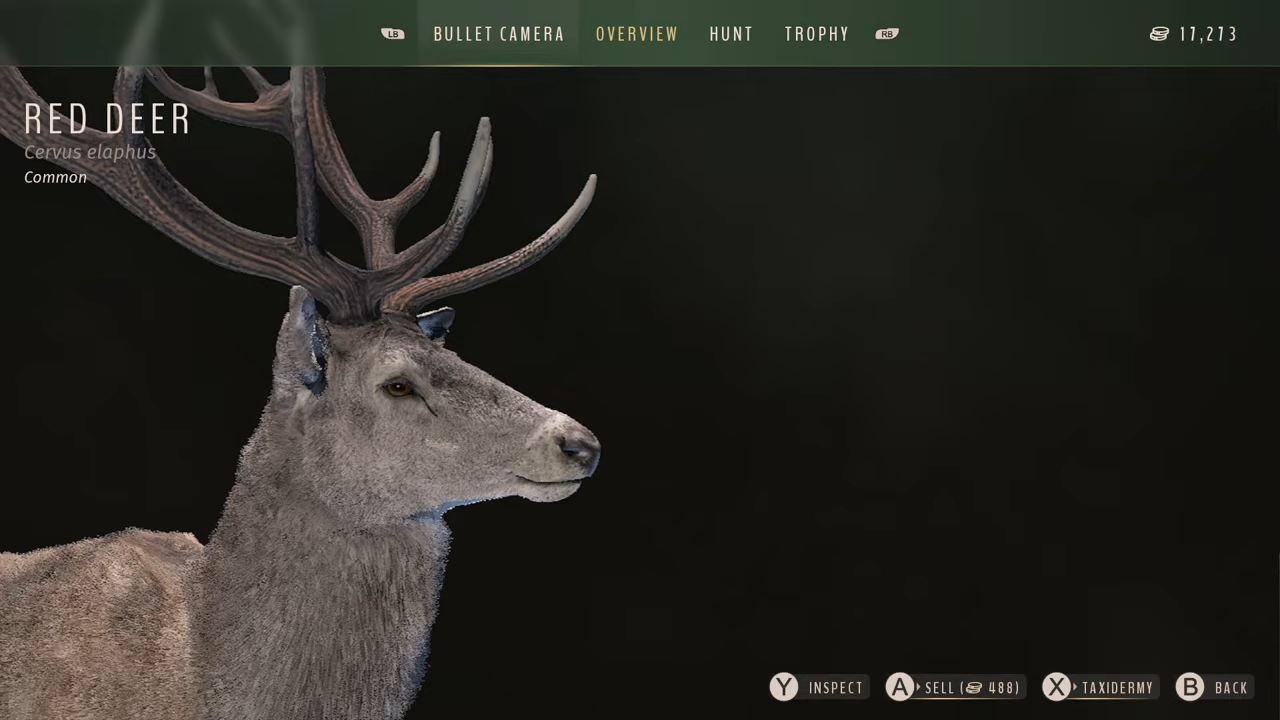 LB BULLET CAMERA OVERVIEW HUNT TROPHY RB 17,273
RED DEER
Cervus elaphus
Common
Y INSPECT A SELL ( 488) X TAXIDERMY B BACK